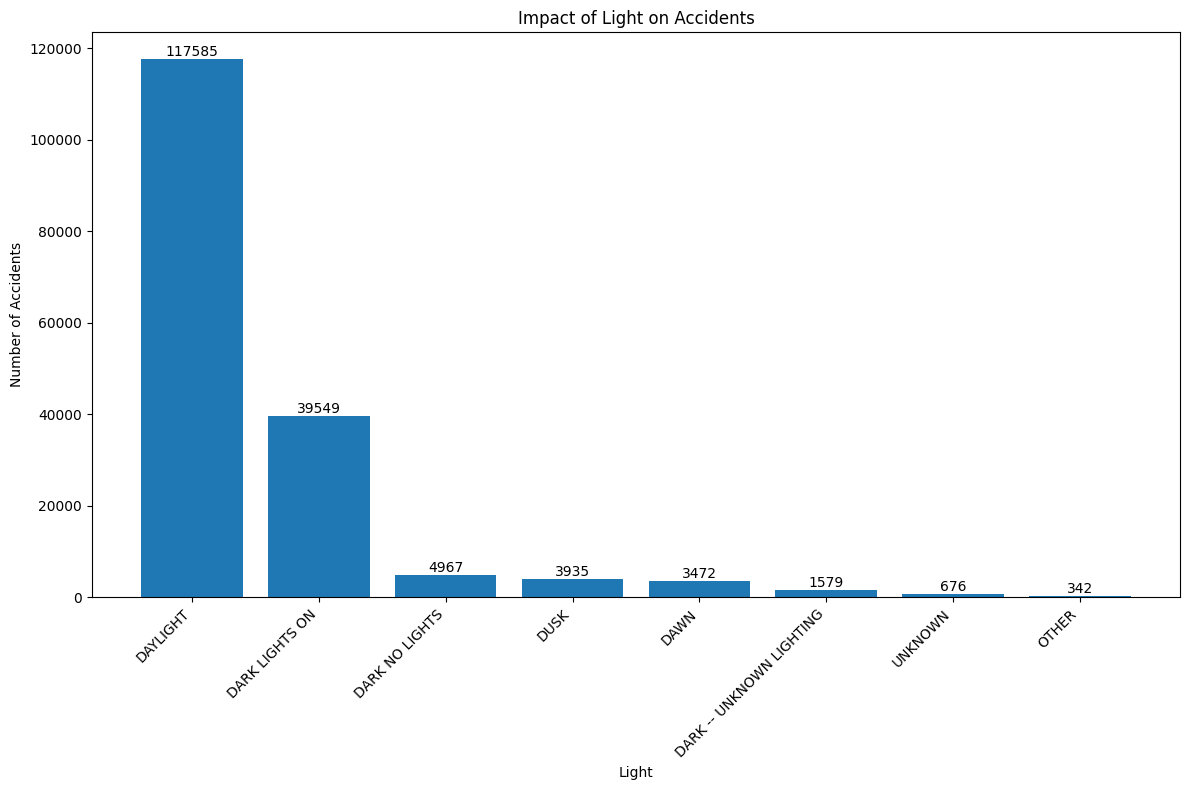 Impact of Light on Accidents
Number of Accidents
120000
100000
80000
60000
40000
20000
0
117585
39549
4967
3935
3472
1579
676
342
DAYLIGHT
DARK LIGHTS ON
DARK NO LIGHTS
DUSK
DAWN
DARK -- UNKNOWN LIGHTING
UNKNOWN
OTHER
Light